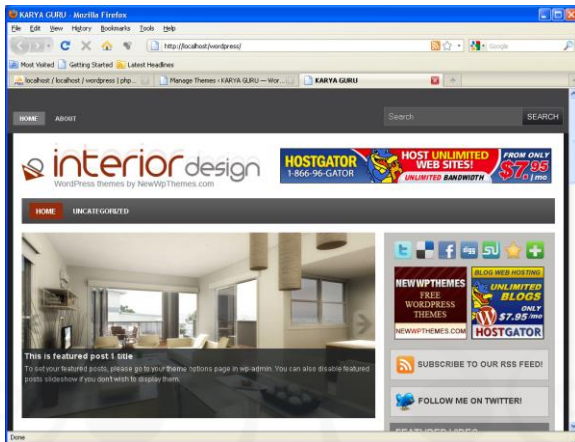 KARYA GURU - Mozilla Firefox
File Edit View History Bookmarks Tools Help
http://localhost/wordpress/
Google
Most Visited Getting Started Latest Headlines
localhost / localhost / wordpress | php...
Manage Themes ‹ KARYA GURU — Wor...
KARYA GURU
HOME ABOUT
Search SEARCH
interior design
WordPress themes by NewWpThemes.com
HOSTGATOR
1-866-96-GATOR
HOST UNLIMITED
WEB SITES!
UNLIMITED BANDWIDTH
FROM ONLY
$7.95
/mo
HOME UNCATEGORIZED
digg
NEWWPTHEMES
FREE
WORDPRESS
THEMES
NEWWPTHEMES.COM
BLOG WEB HOSTING
UNLIMITED
BLOGS
ONLY
$7.95/mo
HOSTGATOR
This is featured post 1 title
To set your featured posts, please go to your theme options page in wp-admin. You can also disable featured
posts slideshow if you don't wish to display them.
SUBSCRIBE TO OUR RSS FEED!
FOLLOW ME ON TWITTER!
FEATURED VIDEO
Done